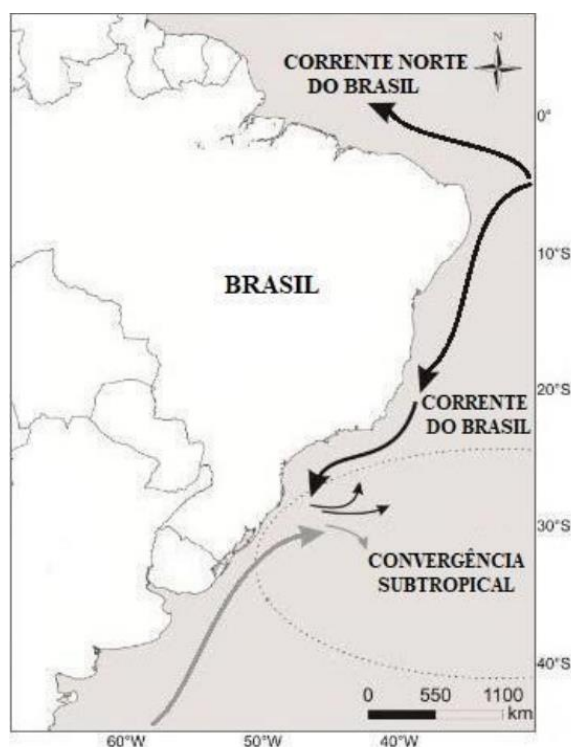 CORRENTE NORTE
DO BRASIL
N
0°
10°S
BRASIL
20°S
CORRENTE
DO BRASIL
30°S
CONVERGÊNCIA
SUBTROPICAL
40°S
0 550 1100
km
60°W 50°W 40°W